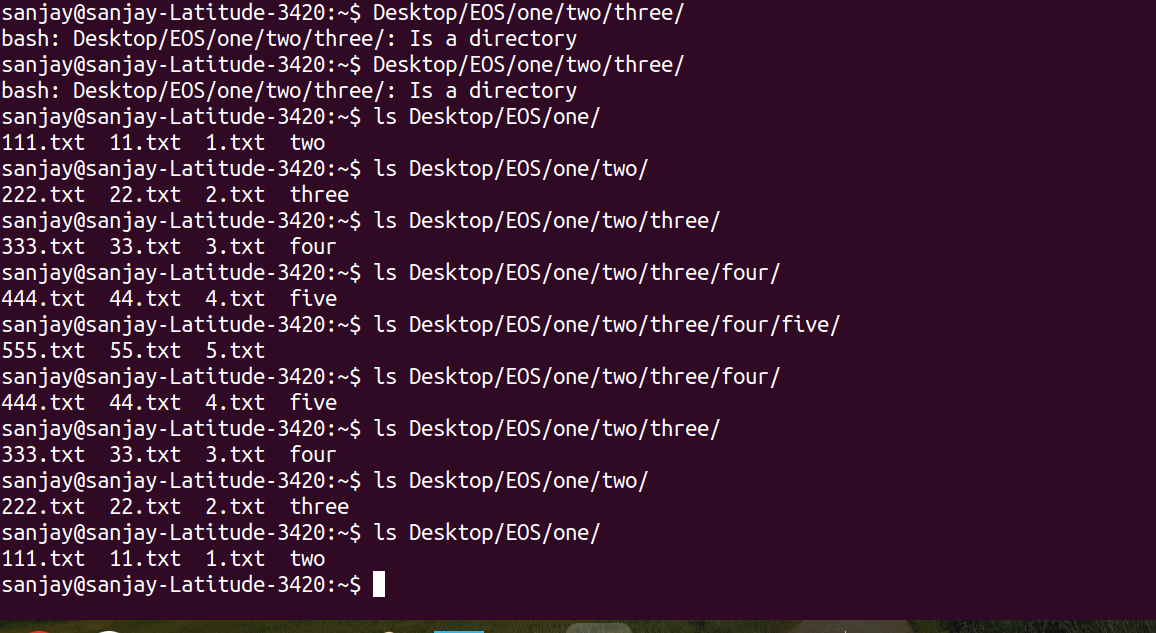 sanjay@sanjay-Latitude-3420:~$ Desktop/EOS/one/two/three/
bash: Desktop/EOS/one/two/three/: Is a directory
sanjay@sanjay-Latitude-3420:~$ Desktop/EOS/one/two/three/
bash: Desktop/EOS/one/two/three/: Is a directory
sanjay@sanjay-Latitude-3420:~$ ls Desktop/EOS/one/
111.txt  11.txt  1.txt  two
sanjay@sanjay-Latitude-3420:~$ ls Desktop/EOS/one/two/
222.txt  22.txt  2.txt  three
sanjay@sanjay-Latitude-3420:~$ ls Desktop/EOS/one/two/three/
333.txt  33.txt  3.txt  four
sanjay@sanjay-Latitude-3420:~$ ls Desktop/EOS/one/two/three/four/
444.txt  44.txt  4.txt  five
sanjay@sanjay-Latitude-3420:~$ ls Desktop/EOS/one/two/three/four/five/
555.txt  55.txt  5.txt
sanjay@sanjay-Latitude-3420:~$ ls Desktop/EOS/one/two/three/four/
444.txt  44.txt  4.txt  five
sanjay@sanjay-Latitude-3420:~$ ls Desktop/EOS/one/two/three/
333.txt  33.txt  3.txt  four
sanjay@sanjay-Latitude-3420:~$ ls Desktop/EOS/one/two/
222.txt  22.txt  2.txt  three
sanjay@sanjay-Latitude-3420:~$ ls Desktop/EOS/one/
111.txt  11.txt  1.txt  two
sanjay@sanjay-Latitude-3420:~$